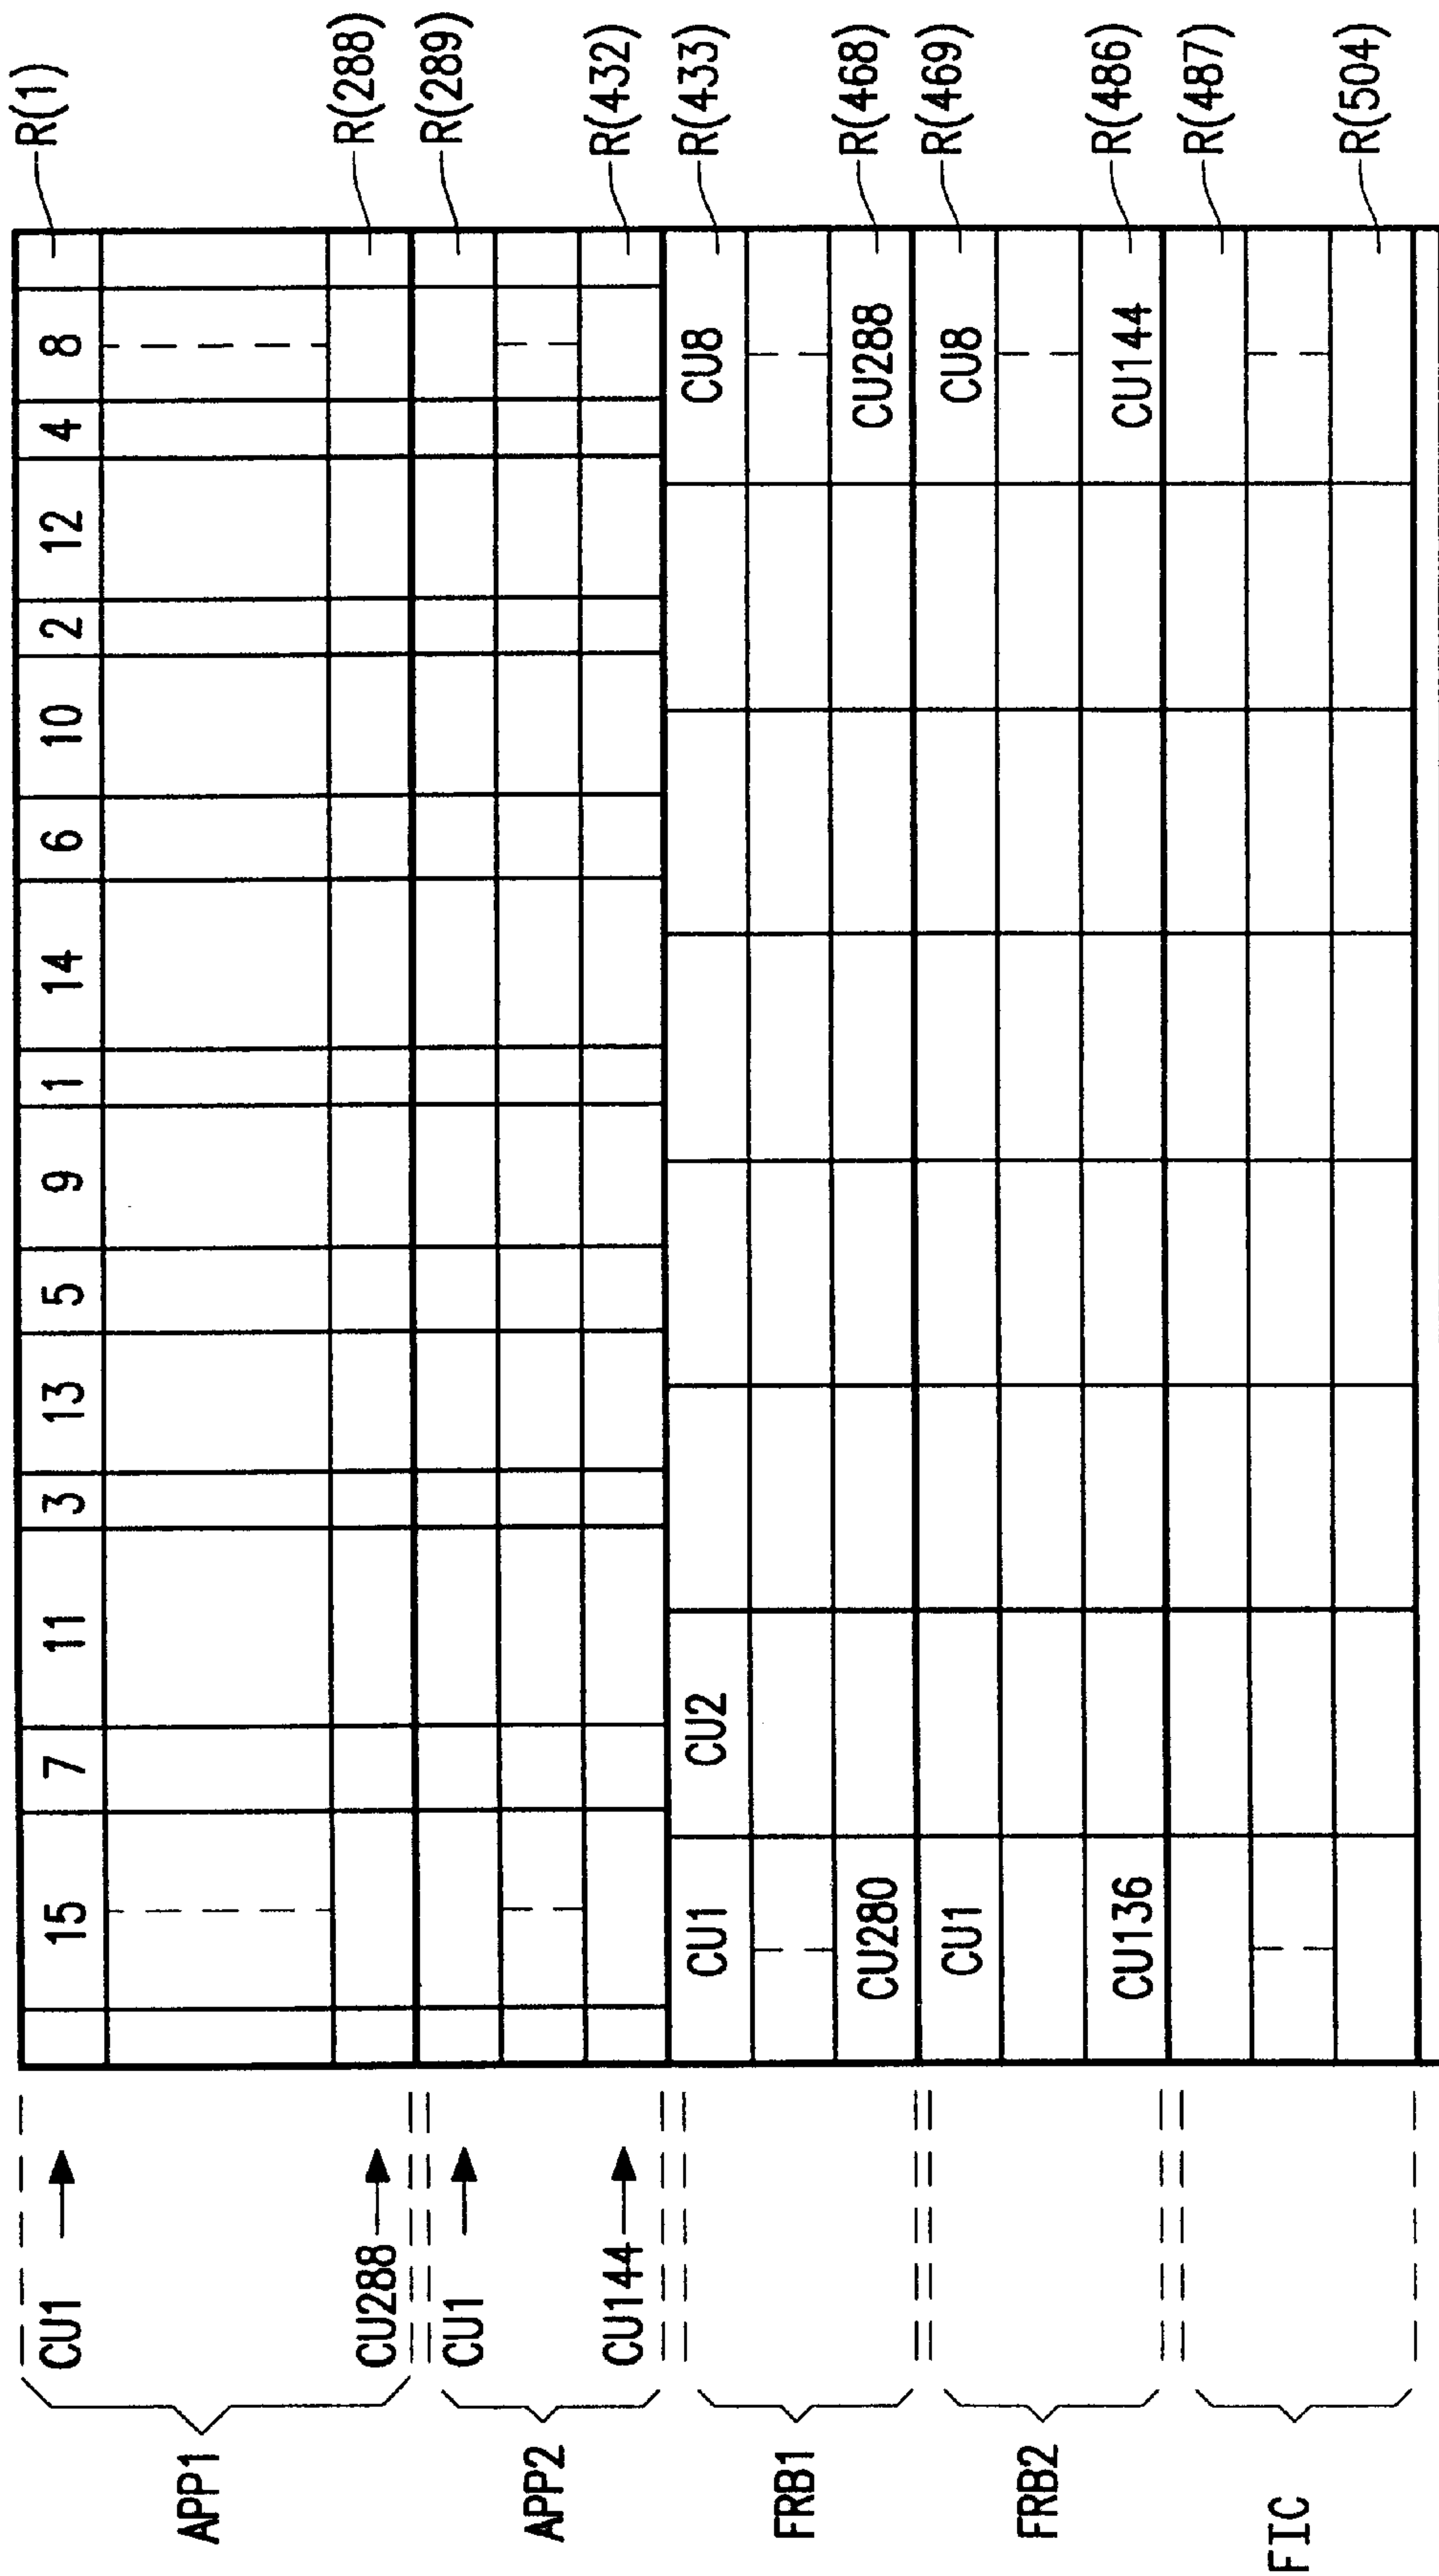 CU1 15 7 11 3 13 5 9 1 14 6 10 2 12 4 8 R(1)
APP1
CU288 R(288)
CU1 R(289)
APP2
CU144 R(432)
CU1 CU2 CU8 R(433)
FRB1
CU280 CU288 R(468)
CU1 CU8 R(469)
FRB2
CU136 CU144 R(486)
R(487)
FIC
R(504)